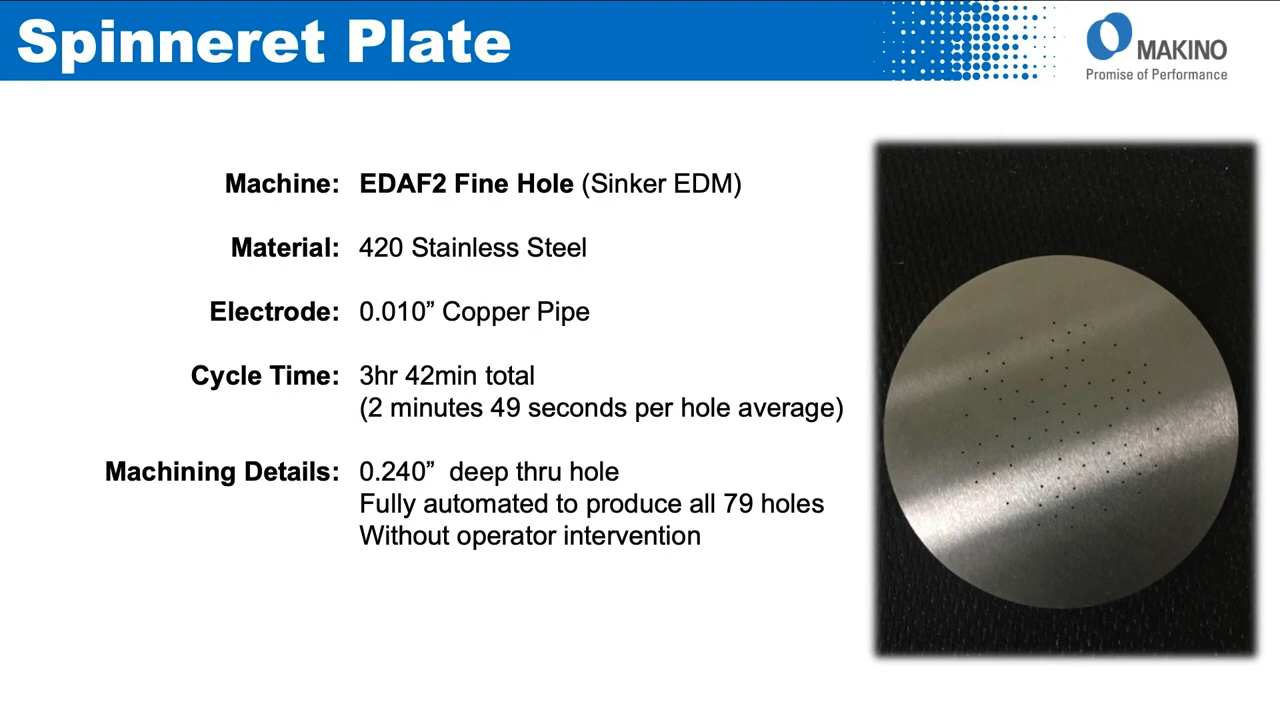 Spinneret Plate
MAKINO
Promise of Performance
Machine: EDAF2 Fine Hole (Sinker EDM)
Material: 420 Stainless Steel
Electrode: 0.010” Copper Pipe
Cycle Time: 3hr 42min total
(2 minutes 49 seconds per hole average)
Machining Details: 0.240” deep thru hole
Fully automated to produce all 79 holes
Without operator intervention